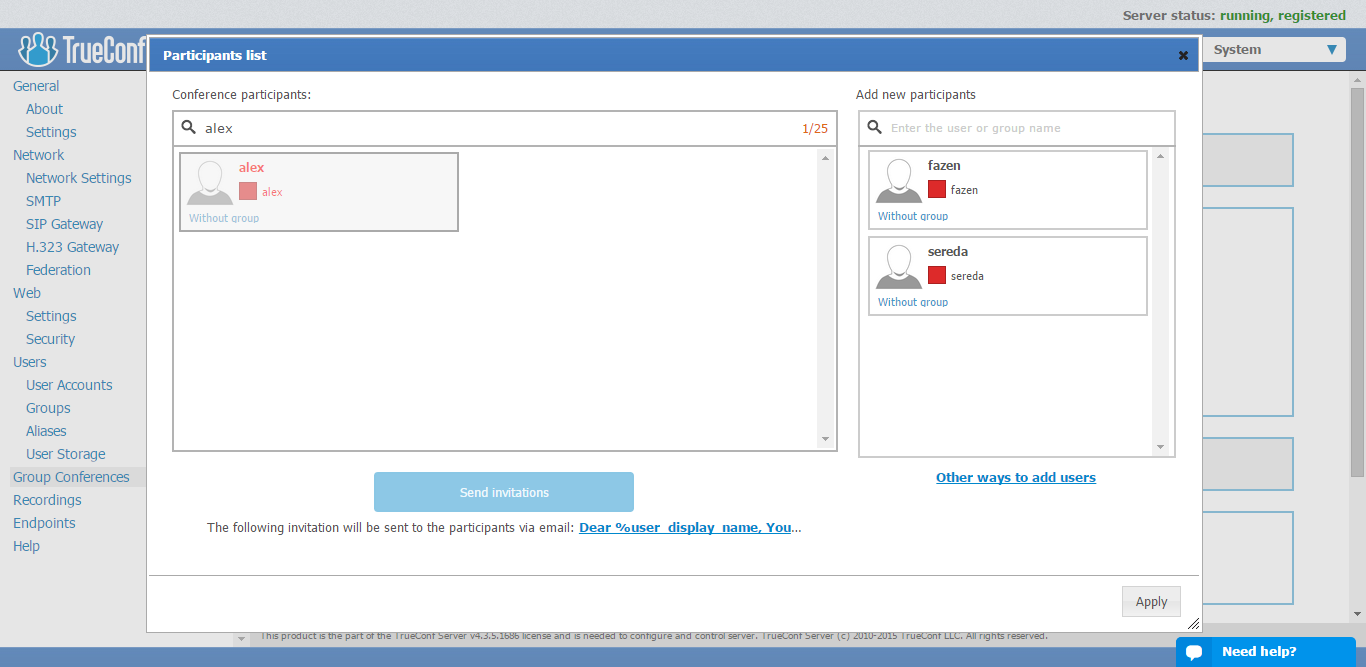 Server status: running, registered
TrueConf
System
Participants list
General
About
Settings
Network
Network Settings
SMTP
SIP Gateway
H.323 Gateway
Federation
Web
Settings
Security
Users
User Accounts
Groups
Aliases
User Storage
Group Conferences
Recordings
Endpoints
Help
Conference participants:
alex 1/25
alex
alex
Without group
Send invitations
The following invitation will be sent to the participants via email: Dear %user_display_name, You...
Add new participants
Enter the user or group name
fazen
fazen
Without group
sereda
sereda
Without group
Other ways to add users
Apply
This product is the part of the TrueConf Server v4.3.5.1686 license and is needed to configure and control server. TrueConf Server (c) 2010-2015 TrueConf LLC. All rights reserved.
Need help?